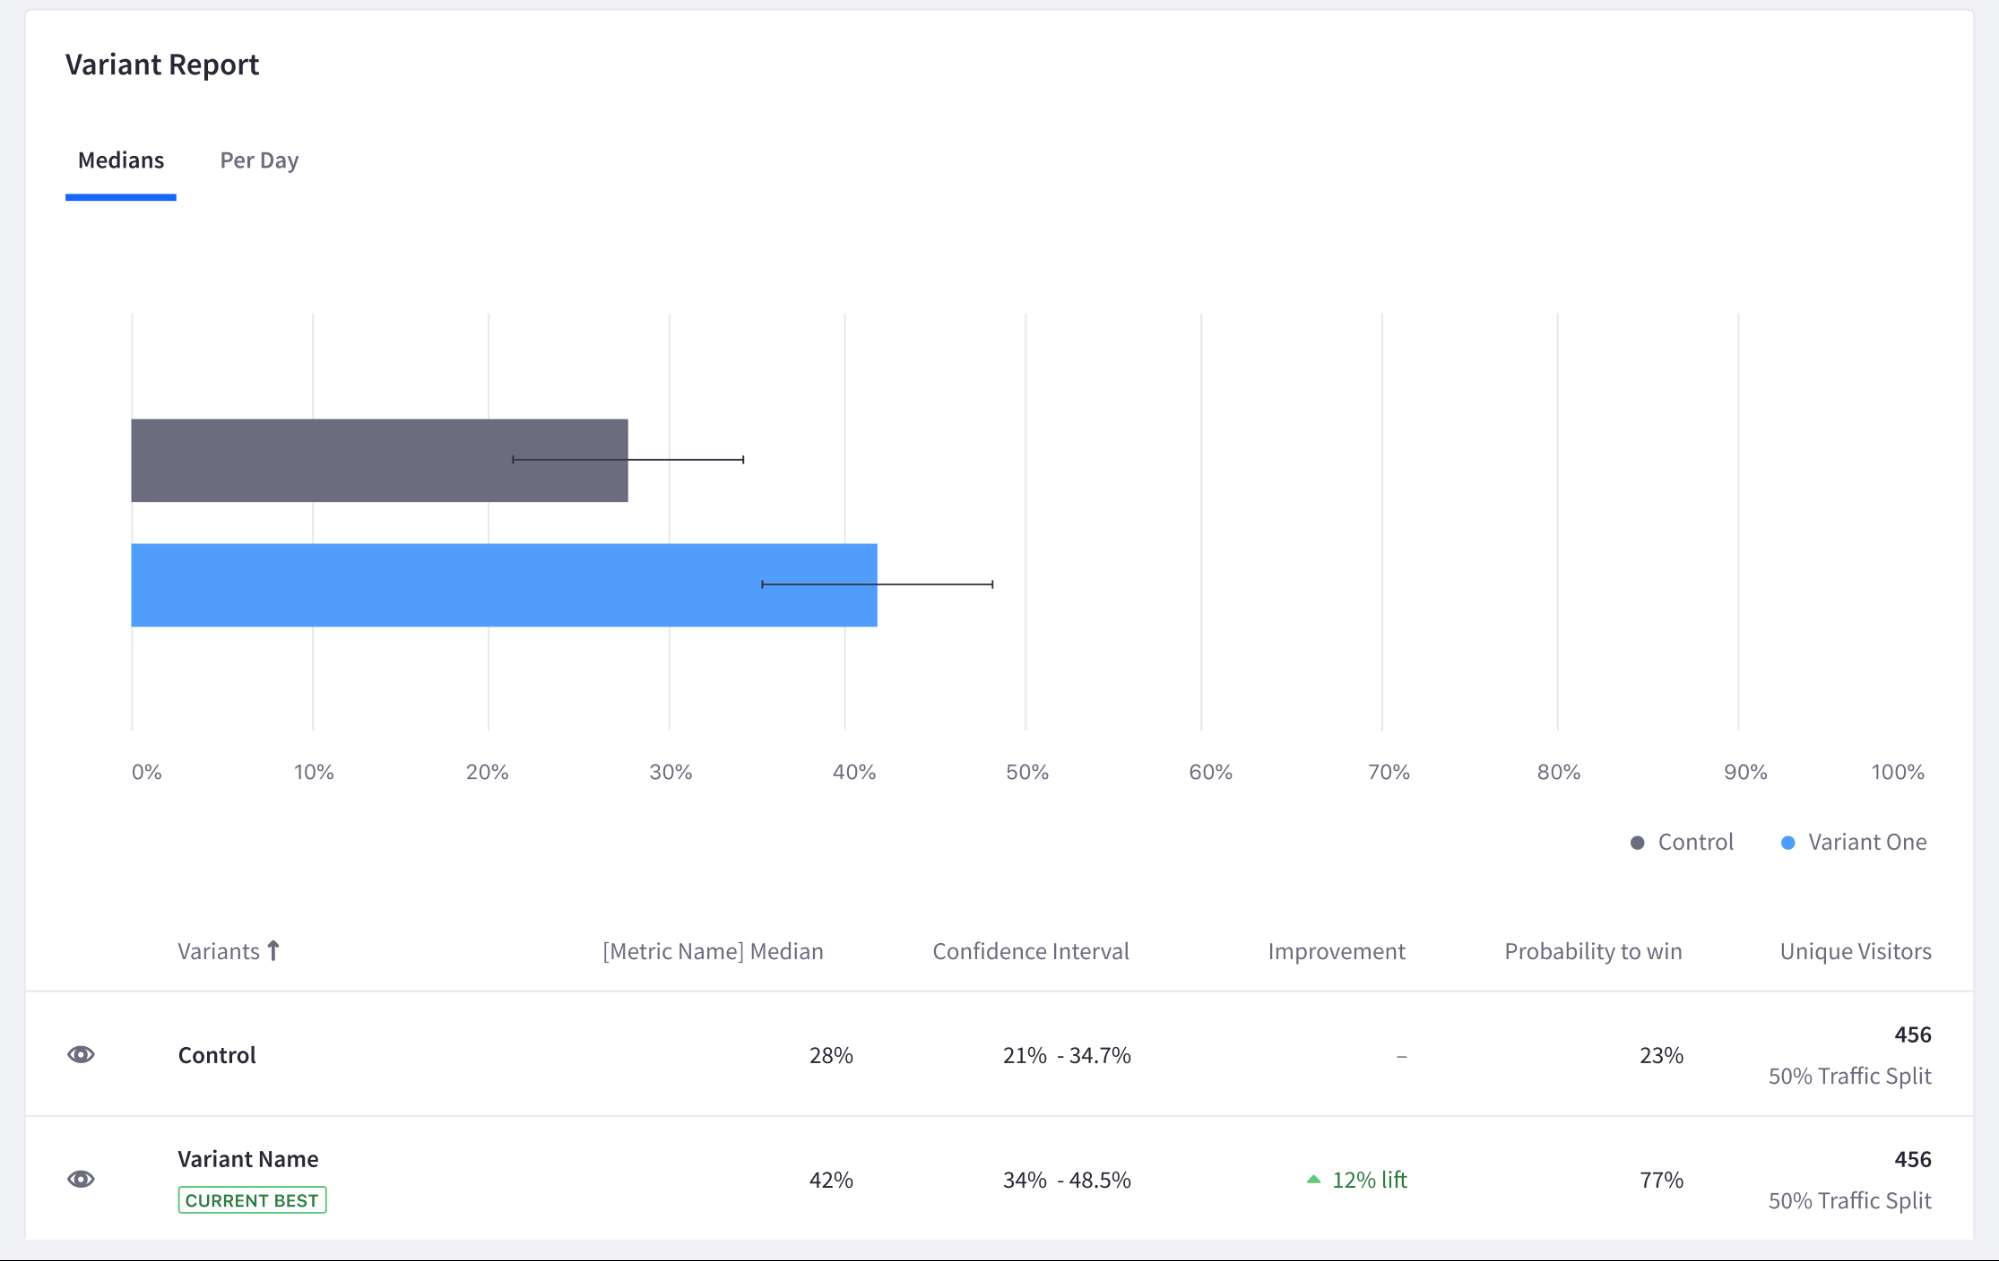 Variant Report
Medians Per Day
0% 10% 20% 30% 40% 50% 60% 70% 80% 90% 100%
Control Variant One
Variants [Metric Name] Median Confidence Interval Improvement Probability to win Unique Visitors
Control 28% 21% - 34.7% – 23% 456
50% Traffic Split
Variant Name 42% 34% - 48.5% 12% lift 77% 456
CURRENT BEST 50% Traffic Split